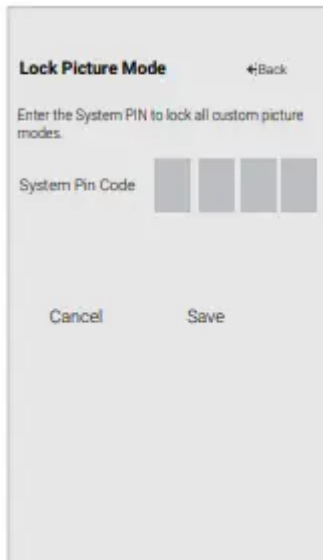 Lock Picture Mode Back
Enter the System PIN to lock all custom picture
modes.
System Pin Code
Cancel Save